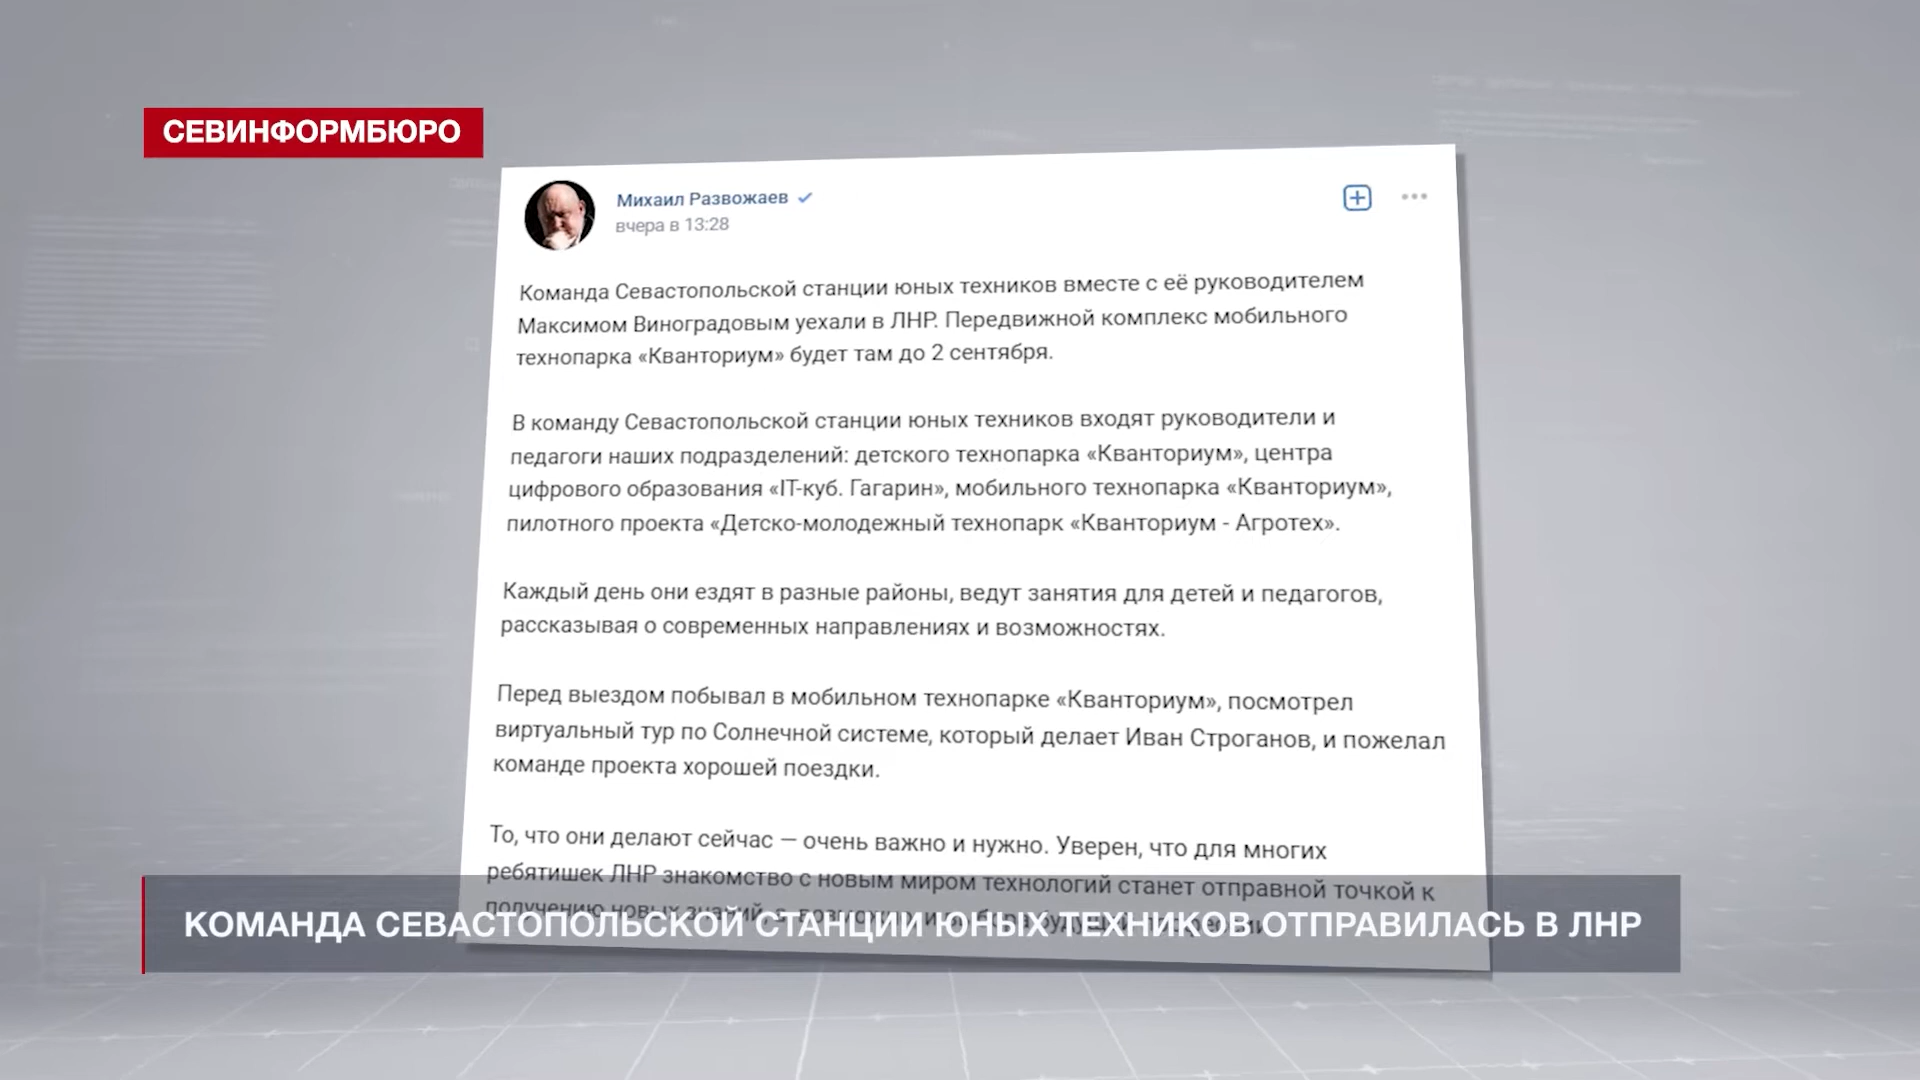 СЕВИНФОРМБЮРО
Михаил Развожаев
вчера в 13:28
Команда Севастопольской станции юных техников вместе с её руководителем
Максимом Виноградовым уехали в ЛНР. Передвижной комплекс мобильного
технопарка «Кванториум» будет там до 2 сентября.
В команду Севастопольской станции юных техников входят руководители и
педагоги наших подразделений: детского технопарка «Кванториум», центра
цифрового образования «IT-куб. Гагарин», мобильного технопарка «Кванториум»,
пилотного проекта «Детско-молодежный технопарк «Кванториум - Агротех».
Каждый день они ездят в разные районы, ведут занятия для детей и педагогов,
рассказывая о современных направлениях и возможностях.
Перед выездом побывал в мобильном технопарке «Кванториум», посмотрел
виртуальный тур по Солнечной системе, который делает Иван Строганов, и пожелал
команде проекта хорошей поездки.
То, что они делают сейчас — очень важно и нужно. Уверен, что для многих
ребятишек ЛНР знакомство с новым миром технологий станет отправной точкой к
получению новых знаний
КОМАНДА СЕВАСТОПОЛЬСКОЙ СТАНЦИИ ЮНЫХ ТЕХНИКОВ ОТПРАВИЛАСЬ В ЛНР